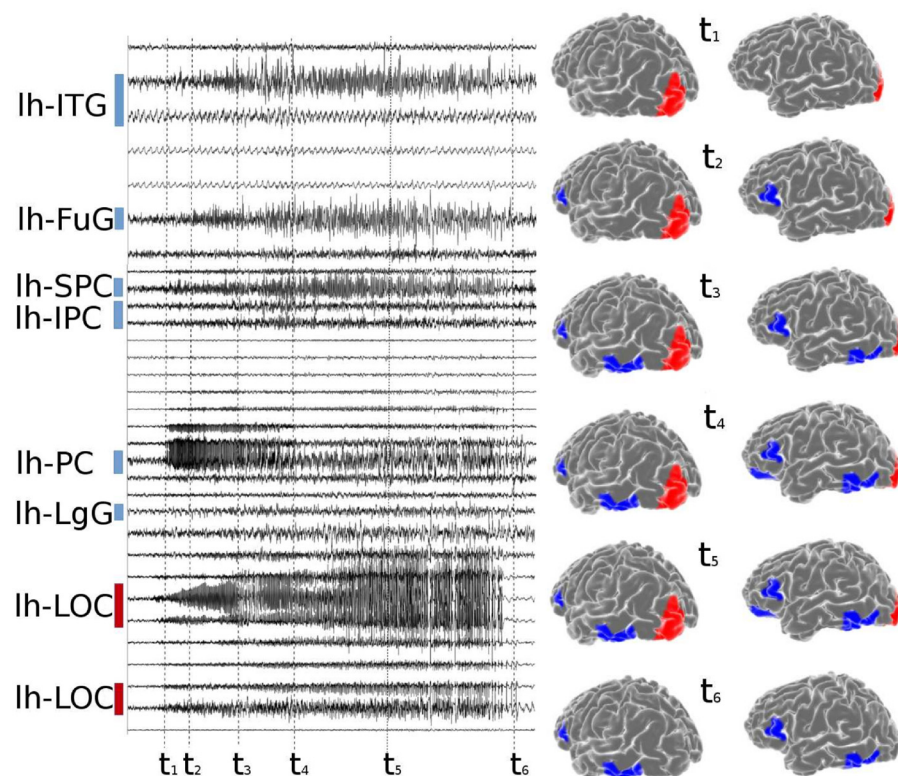 lh-ITG
lh-FuG
lh-SPC
lh-IPC
lh-PC
lh-LgG
lh-LOC
lh-LOC
t1 t2 t3 t4 t5 t6
t1
t2
t3
t4
t5
t6